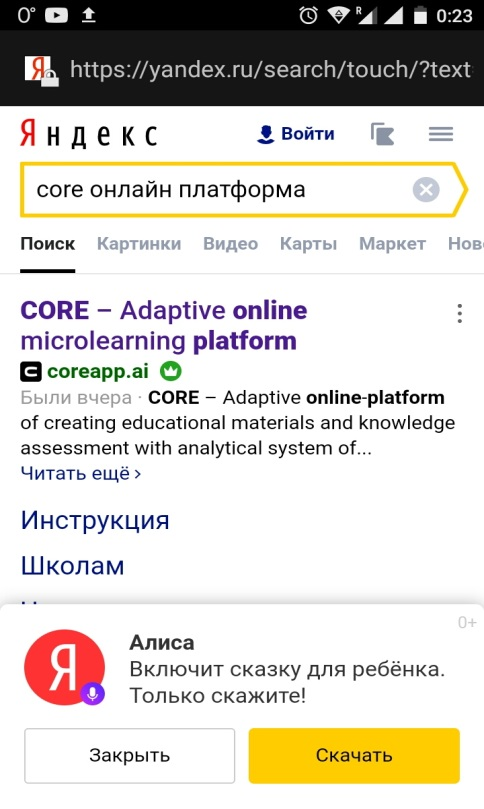 0° 0:23
https://yandex.ru/search/touch/?text
Яндекс Войти
core онлайн платформа
Поиск Картинки Видео Карты Маркет Нов
CORE – Adaptive online
microlearning platform
coreapp.ai
Были вчера · CORE – Adaptive online-platform
of creating educational materials and knowledge
assessment with analytical system of...
Читать ещё ›
Инструкция
Школам
0+
Алиса
Включит сказку для ребёнка.
Только скажите!
Закрыть Скачать